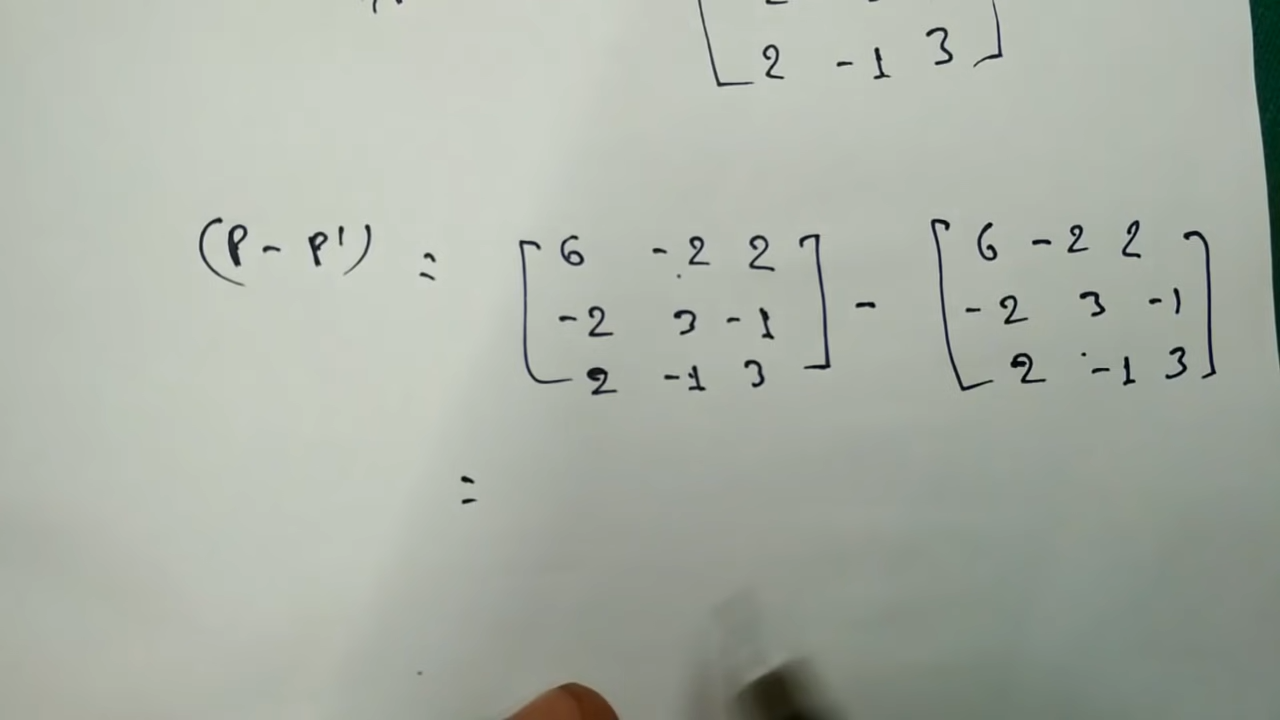 2 -1 3
(P - P') = [6 -2 2] - [6 -2 2]
-2 3 -1 -2 3 -1
2 -1 3 2 -1 3
=